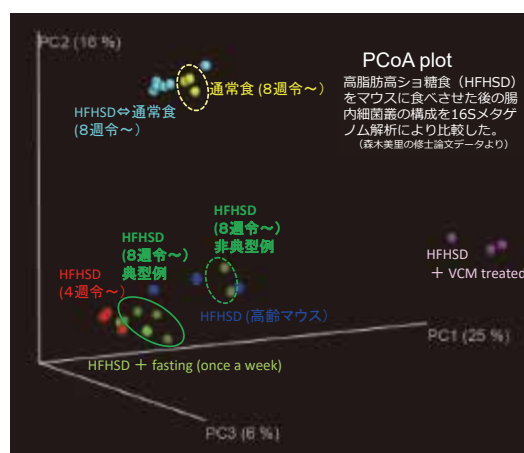 PC2 (16 %)
PCoA plot
高脂肪高ショ糖食（HFHSD）
をマウスに食べさせた後の腸
内細菌叢の構成を16Sメタゲ
ノム解析により比較した。
（森木美里の修士論文データより）
通常食 (8週令～)
HFHSD⇔通常食
(8週令～)
HFHSD
(8週令～)
非典型例
HFHSD
(8週令～)
典型例
HFHSD
(4週令～)
HFHSD (高齢マウス)
HFHSD
＋ VCM treated
PC1 (25 %)
HFHSD ＋ fasting (once a week)
PC3 (6 %)